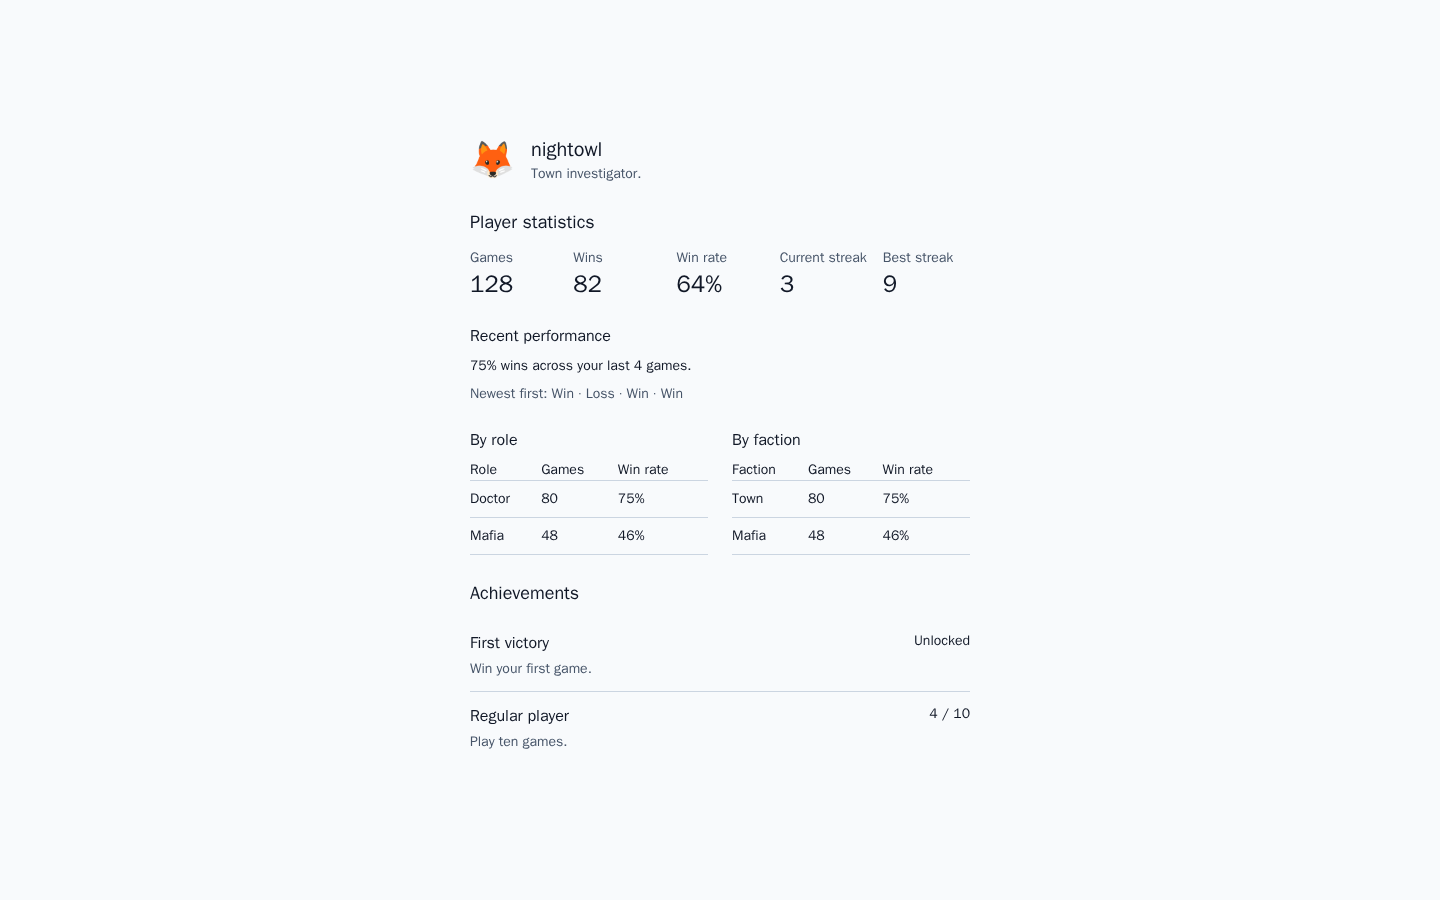 nightowl
Town investigator.
Player statistics
Games Wins Win rate Current streak Best streak
128 82 64% 3 9
Recent performance
75% wins across your last 4 games.
Newest first: Win · Loss · Win · Win
By role
Role Games Win rate
Doctor 80 75%
Mafia 48 46%
By faction
Faction Games Win rate
Town 80 75%
Mafia 48 46%
Achievements
First victory Unlocked
Win your first game.
Regular player 4 / 10
Play ten games.